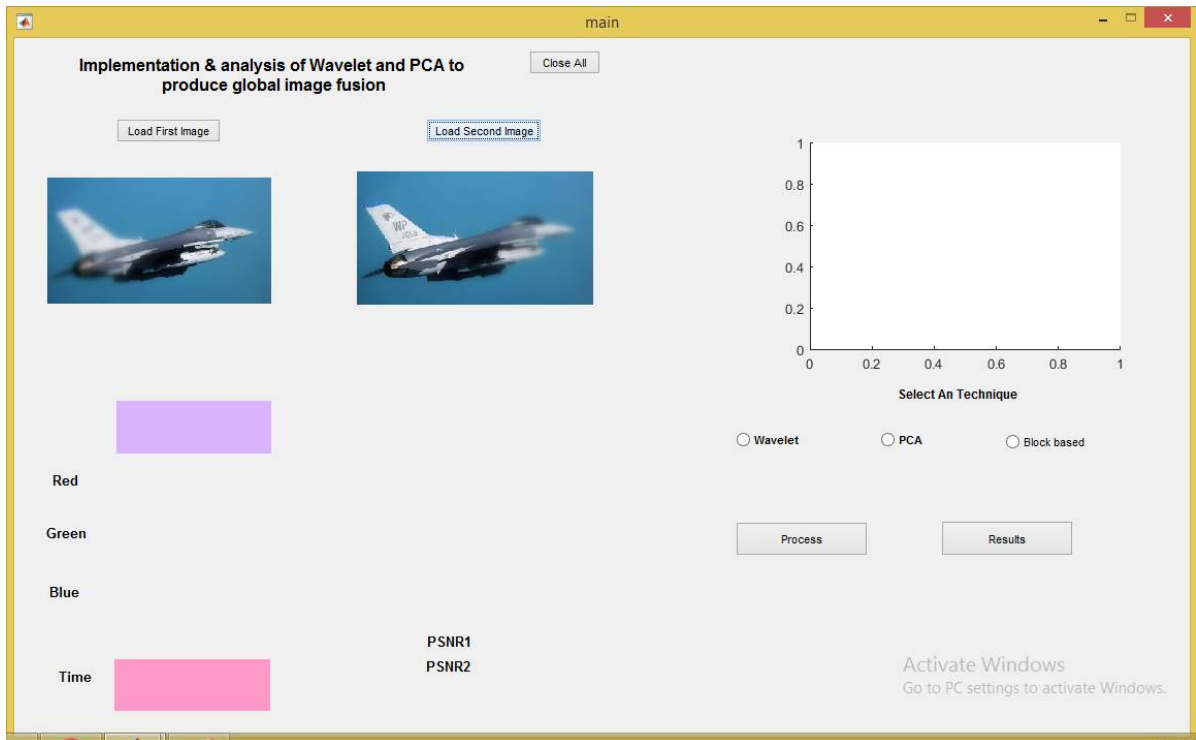 main
Implementation & analysis of Wavelet and PCA to
produce global image fusion
Close All
Load First Image
Load Second Image
WP
1
0.8
0.6
0.4
0.2
0
0
0.2
0.4
0.6
0.8
1
Select An Technique
Wavelet
PCA
Block based
Red
Green
Blue
Time
Process
Results
PSNR1
PSNR2
Activate Windows
Go to PC settings to activate Windows.